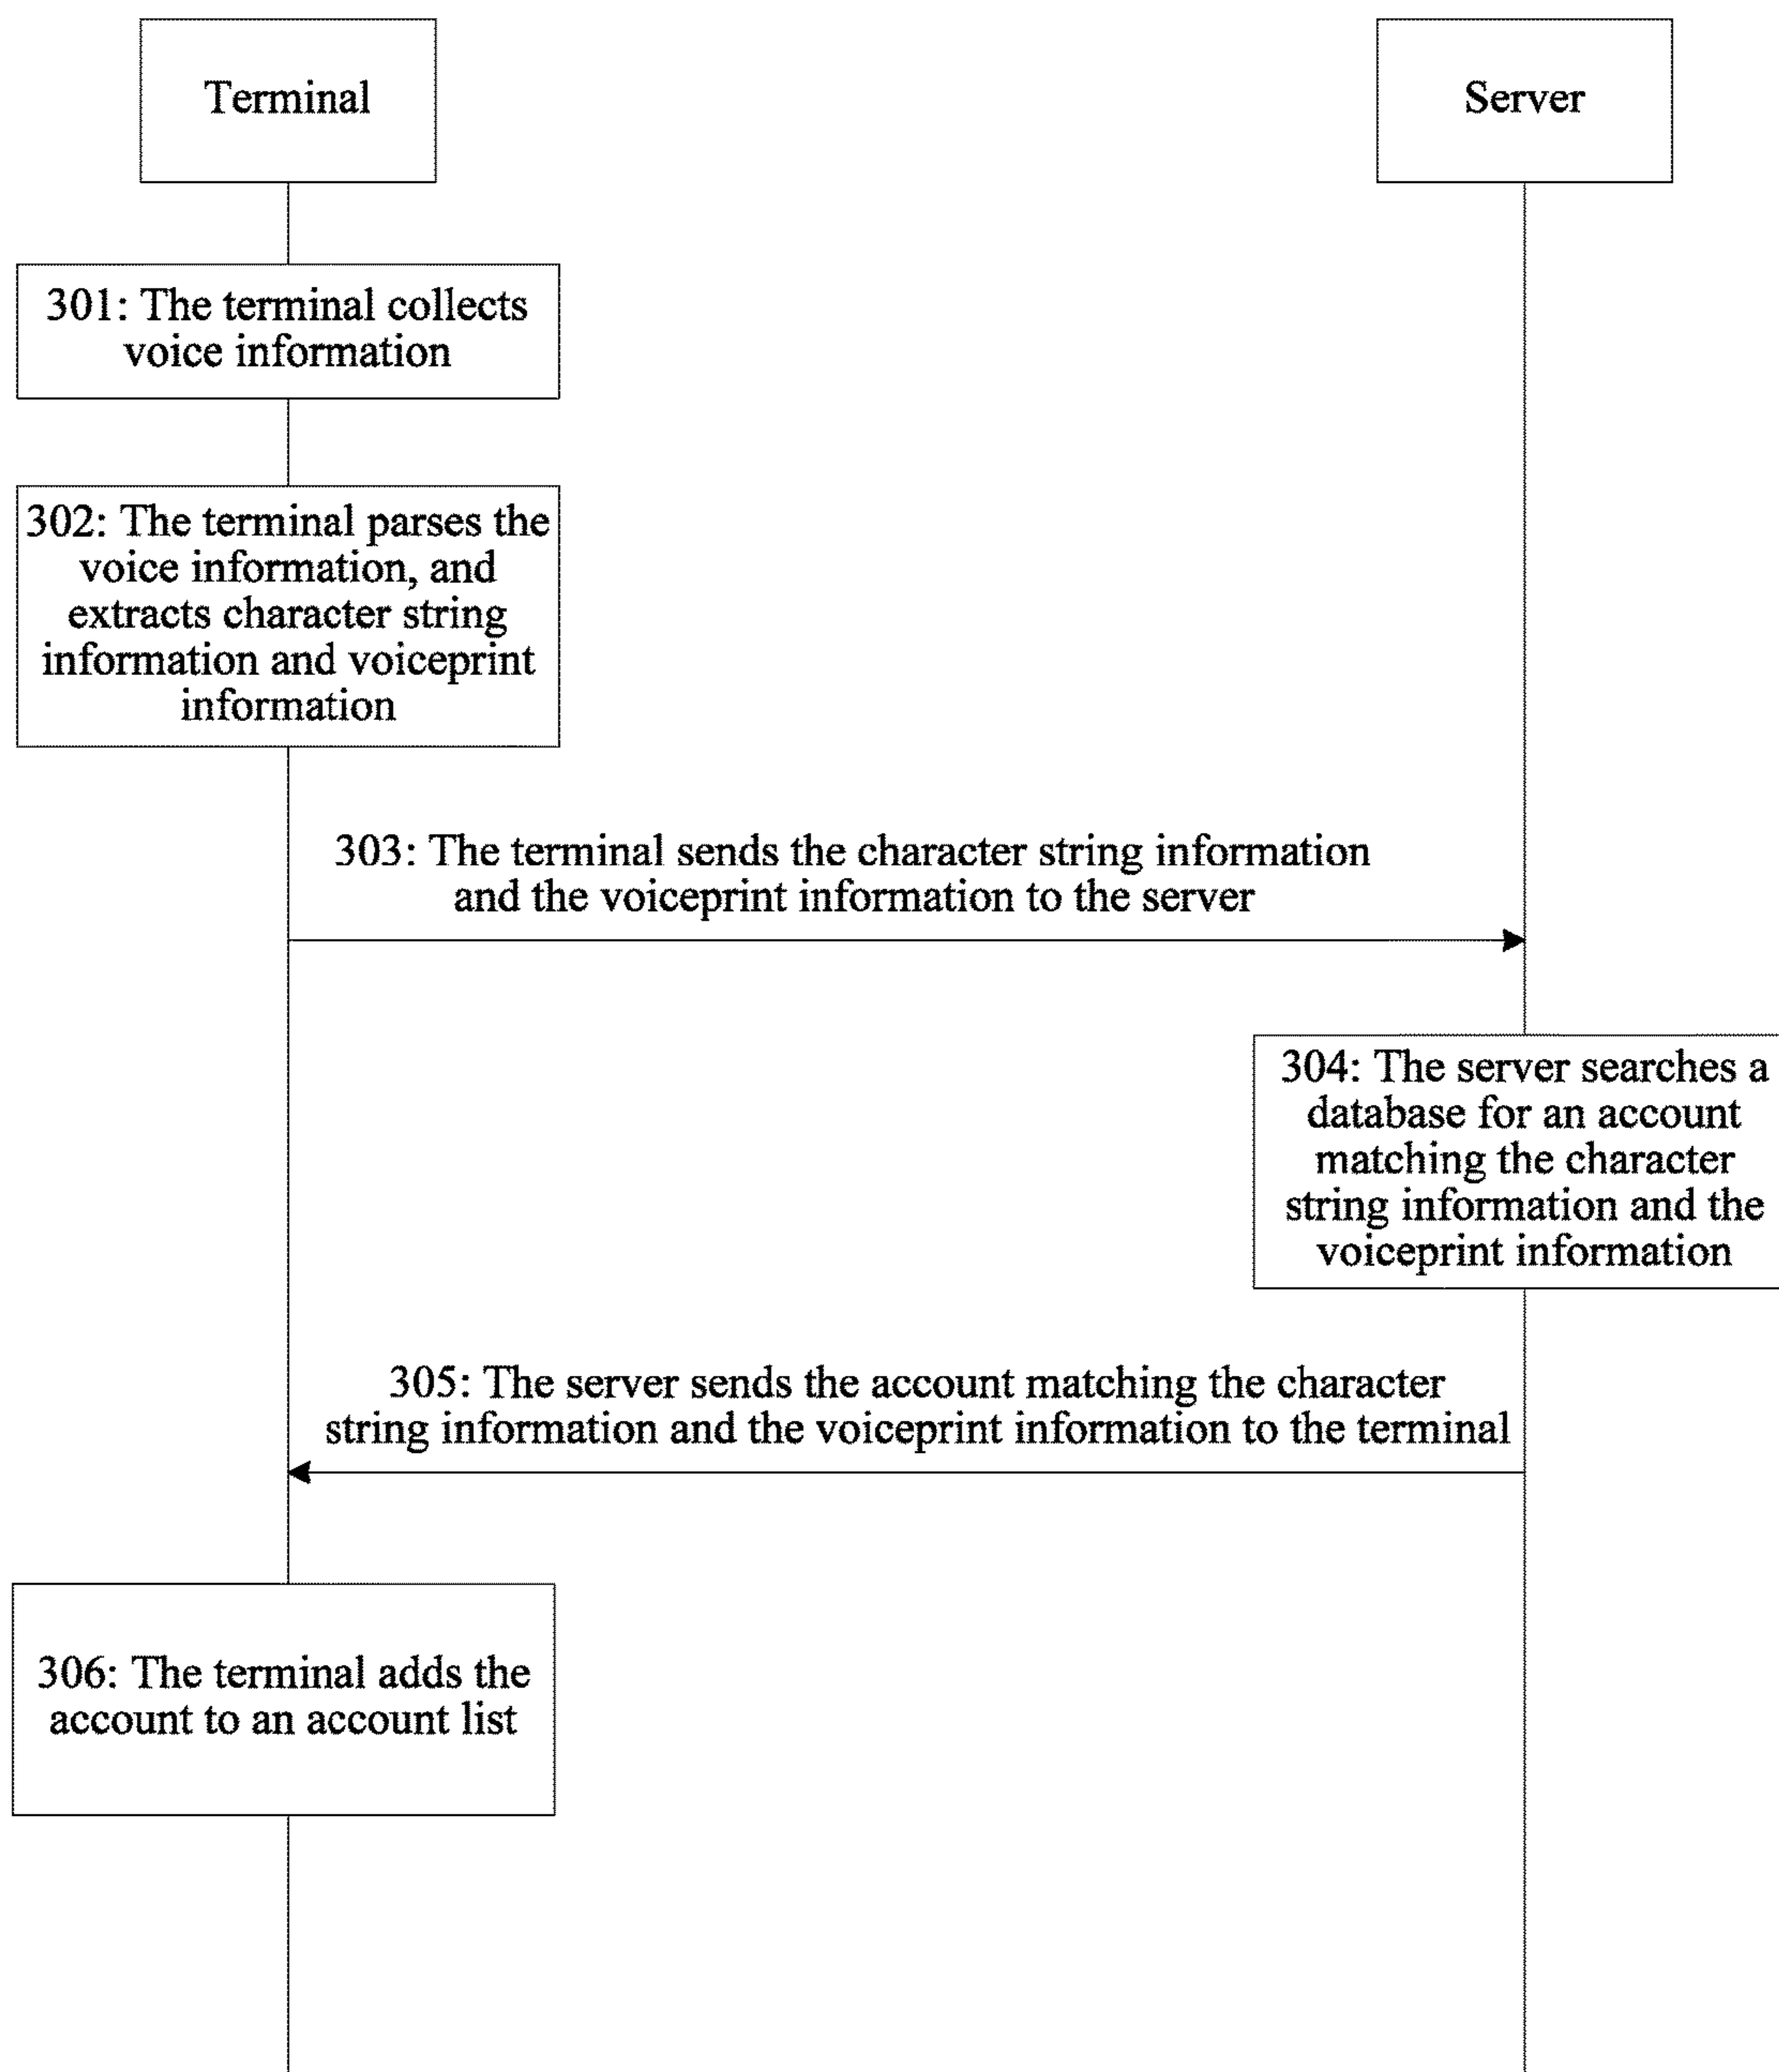 Terminal
Server
301: The terminal collects
voice information
302: The terminal parses the
voice information, and
extracts character string
information and voiceprint
information
303: The terminal sends the character string information
and the voiceprint information to the server
304: The server searches a
database for an account
matching the character
string information and the
voiceprint information
305: The server sends the account matching the character
string information and the voiceprint information to the terminal
306: The terminal adds the
account to an account list